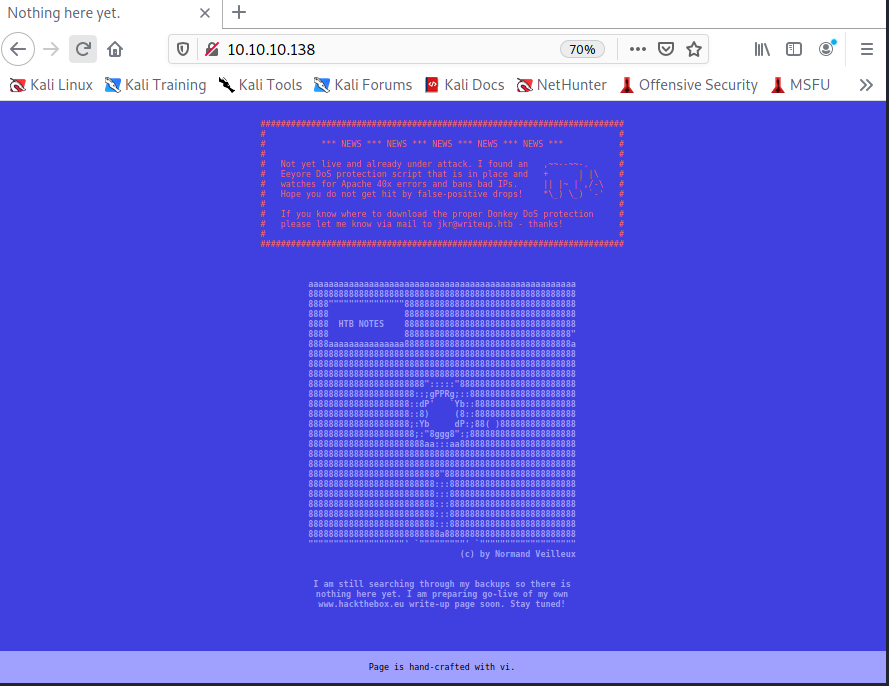 Nothing here yet.
10.10.10.138
70%
Kali Linux
Kali Training
Kali Tools
Kali Forums
Kali Docs
NetHunter
Offensive Security
MSFU
*** NEWS *** NEWS *** NEWS *** NEWS *** NEWS ***
Not yet live and already under attack. I found an
Eeyore DoS protection script that is in place and
watches for Apache 40x errors and bans bad IPs.
Hope you do not get hit by false-positive drops!
If you know where to download the proper Donkey DoS protection
please let me know via mail to jkr@writeup.htb - thanks!
HTB NOTES
(c) by Normand Veilleux
I am still searching through my backups so there is
nothing here yet. I am preparing go-live of my own
www.hackthebox.eu write-up page soon. Stay tuned!
Page is hand-crafted with vi.